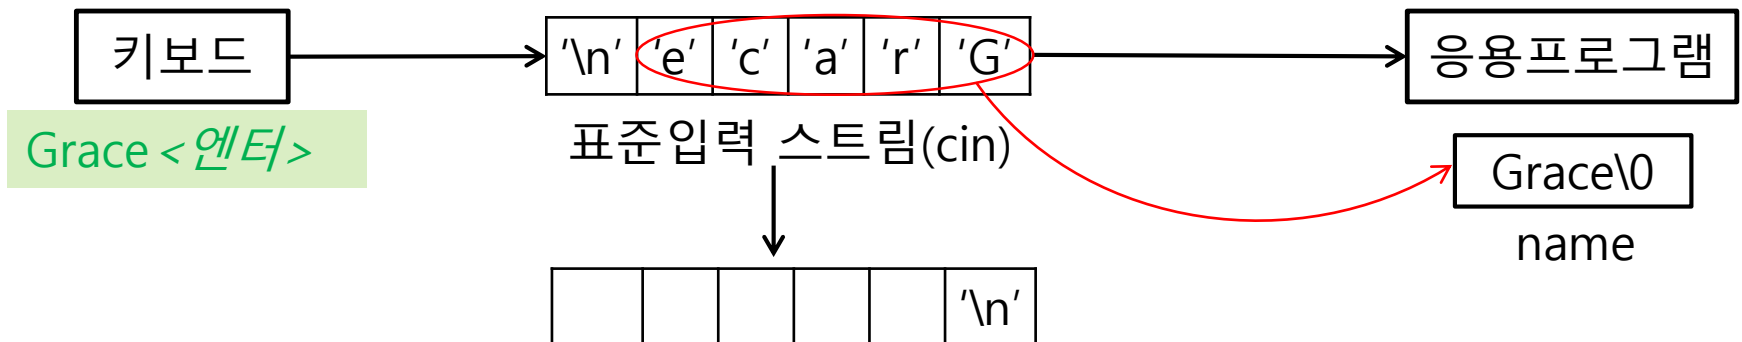 키보드
'\n' 'e' 'c' 'a' 'r' 'G'
응용프로그램
Grace <엔터>
표준입력 스트림(cin)
Grace\0
name
'\n'